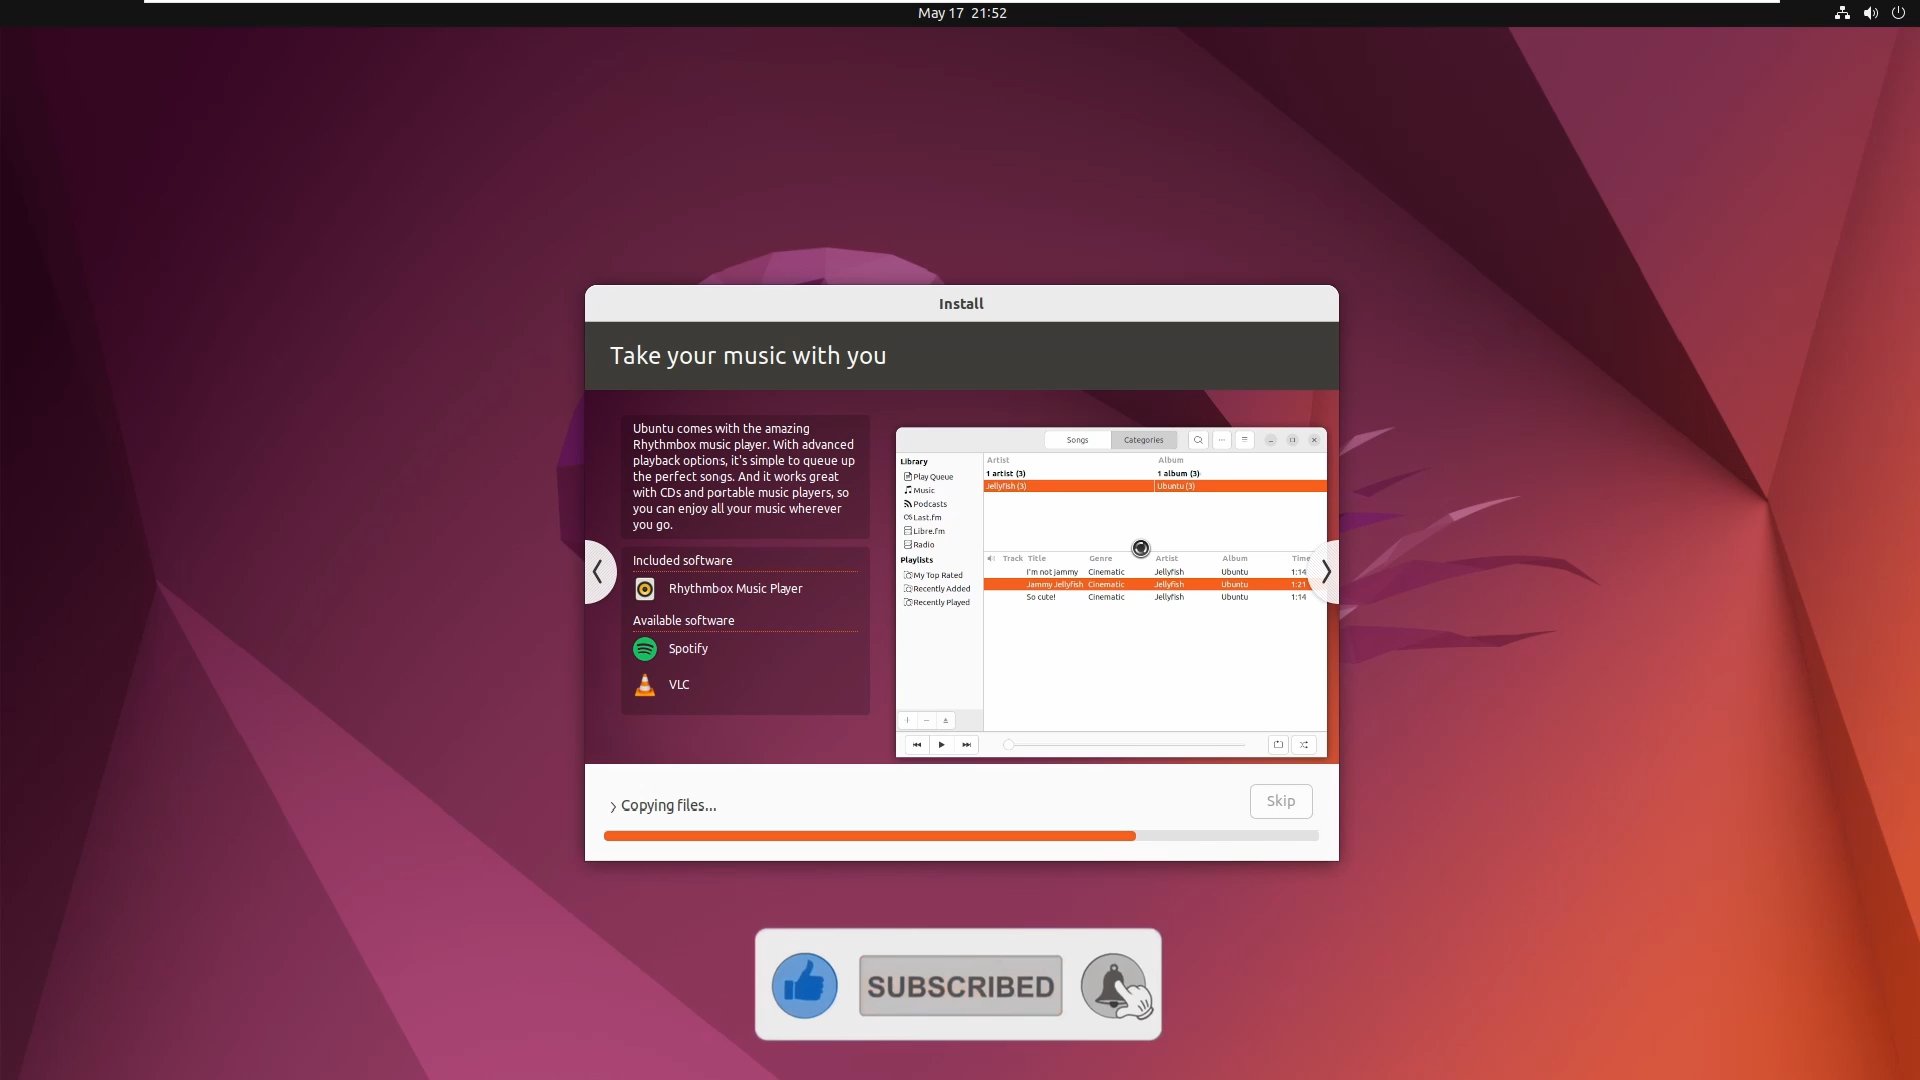 May 17 21:52
Install
Take your music with you
Ubuntu comes with the amazing
Rhythmbox music player. With advanced
playback options, it's simple to queue up
the perfect songs. And it works great
with CDs and portable music players, so
you can enjoy all your music wherever
you go.
Included software
Rhythmbox Music Player
Available software
Spotify
VLC
Songs Categories
Library
Play Queue
Music
Podcasts
Last.fm
Libre.fm
Radio
Playlists
My Top Rated
Recently Added
Recently Played
Artist Album
1 artist (3) 1 album (3)
Jellyfish (3) Ubuntu (3)
Track Title Genre Artist Album Time
I'm not jammy Cinematic Jellyfish Ubuntu 1:14
Jammy Jellyfish Cinematic Jellyfish Ubuntu 1:21
So cute! Cinematic Jellyfish Ubuntu 1:14
Copying files...
Skip
SUBSCRIBED